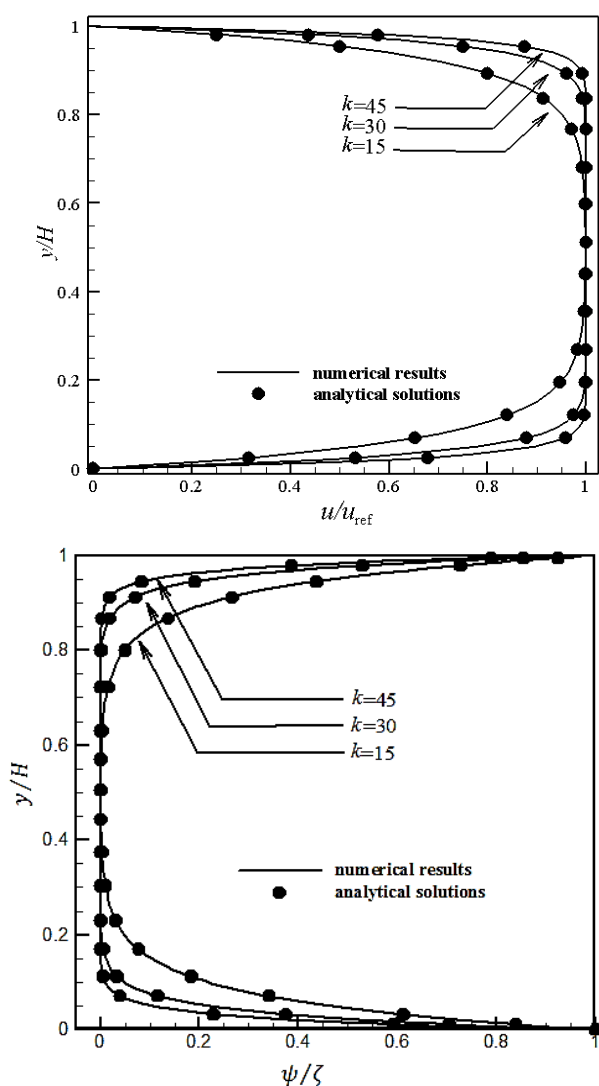 1
0.8
0.6
0.4
0.2
0
y/H
k=45
k=30
k=15
numerical results
analytical solutions
0
0.2
0.4
0.6
0.8
1
u/u_ref
1
0.8
0.6
0.4
0.2
0
y/H
k=45
k=30
k=15
numerical results
analytical solutions
0
0.2
0.4
0.6
0.8
1
ψ/ζ